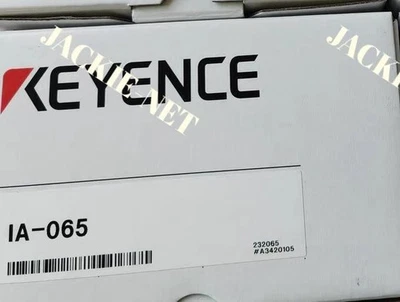 KEYENCE
JACKIE-NET
JACKIE
IA-065
232065
#A3420105